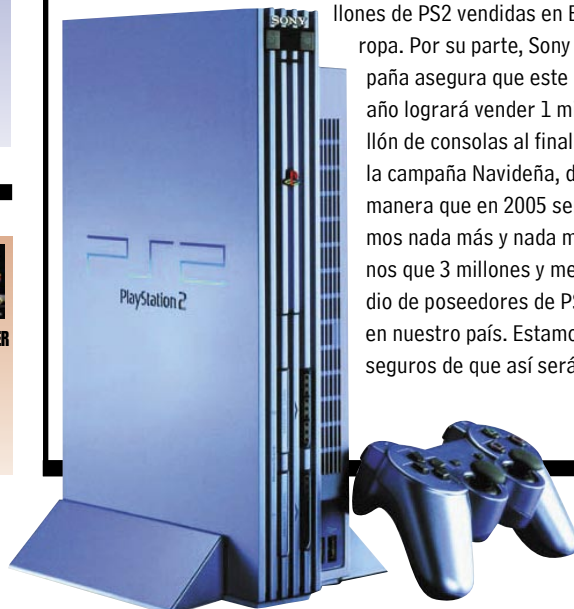 llones de PS2 vendidas en E
ropa. Por su parte, Sony
paña asegura que este
año logrará vender 1 mi
llón de consolas al final
la campaña Navideña, d
manera que en 2005 se
mos nada más y nada m
nos que 3 millones y me
dio de poseedores de PS
en nuestro país. Estamo
seguros de que así será
SONY
PS2
PlayStation 2
ER